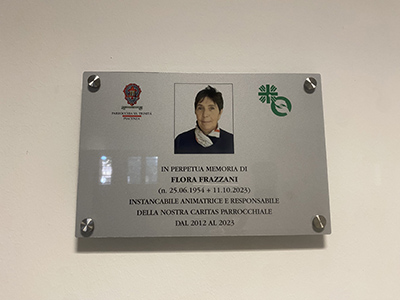 IN PERPETUA MEMORIA DI
FLORA FRAZZANI
(n. 25.06.1954 + 11.10.2023)
INSTANCABILE ANIMATRICE E RESPONSABILE
DELLA NOSTRA CARITAS PARROCCHIALE
DAL 2012 AL 2023